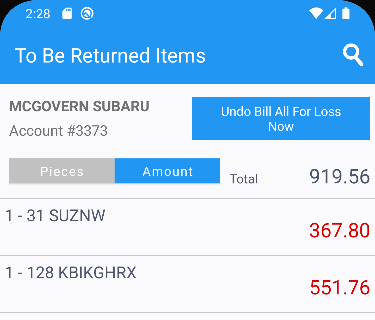 2:28
To Be Returned Items
MCGOVERN SUBARU
Undo Bill All For Loss
Now
Account #3373
Pieces Amount Total 919.56
1 - 31 SUZNW
367.80
1 - 128 KBIKGHRX
551.76